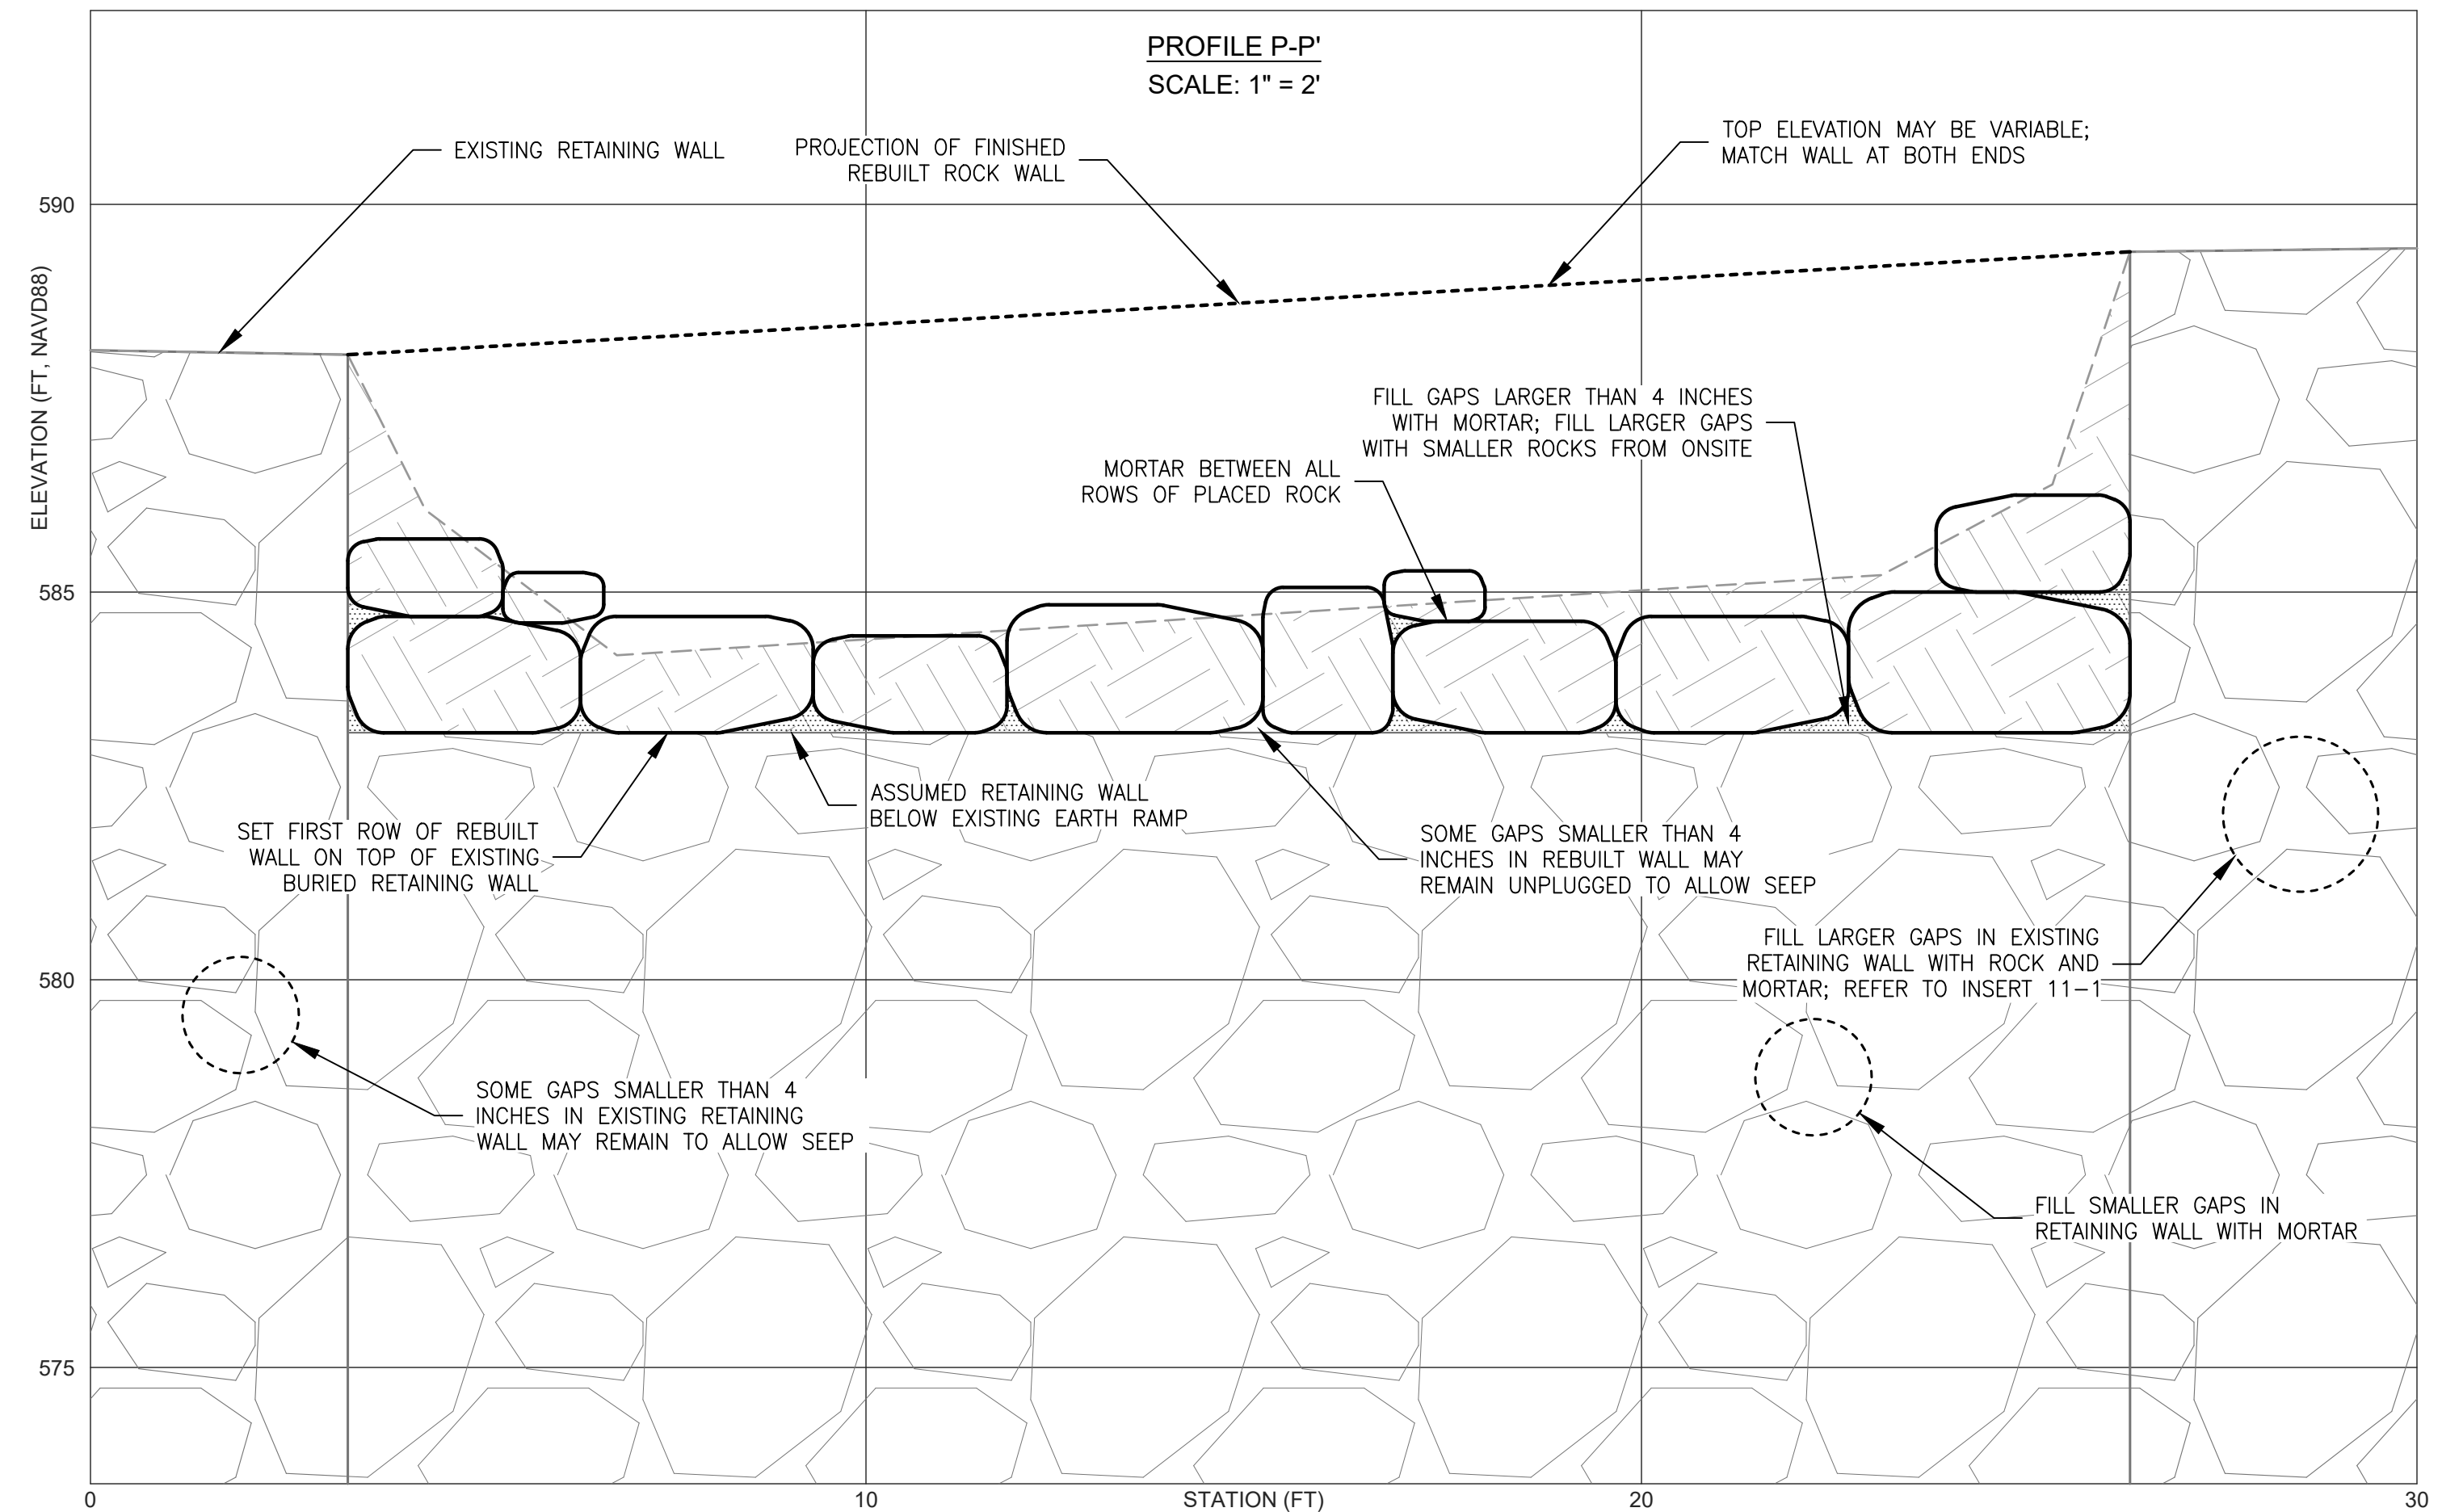 PROFILE P-P'
SCALE: 1" = 2'
EXISTING RETAINING WALL
PROJECTION OF FINISHED
REBUILT ROCK WALL
TOP ELEVATION MAY BE VARIABLE;
MATCH WALL AT BOTH ENDS
590
ELEVATION (FT, NAVD88)
FILL GAPS LARGER THAN 4 INCHES
WITH MORTAR; FILL LARGER GAPS
WITH SMALLER ROCKS FROM ONSITE
MORTAR BETWEEN ALL
ROWS OF PLACED ROCK
585
ASSUMED RETAINING WALL
BELOW EXISTING EARTH RAMP
SET FIRST ROW OF REBUILT
WALL ON TOP OF EXISTING
BURIED RETAINING WALL
SOME GAPS SMALLER THAN 4
INCHES IN REBUILT WALL MAY
REMAIN UNPLUGGED TO ALLOW SEEP
FILL LARGER GAPS IN EXISTING
RETAINING WALL WITH ROCK AND
MORTAR; REFER TO INSERT 11-1
580
SOME GAPS SMALLER THAN 4
INCHES IN EXISTING RETAINING
WALL MAY REMAIN TO ALLOW SEEP
FILL SMALLER GAPS IN
RETAINING WALL WITH MORTAR
575
0
10
STATION (FT)
20
30